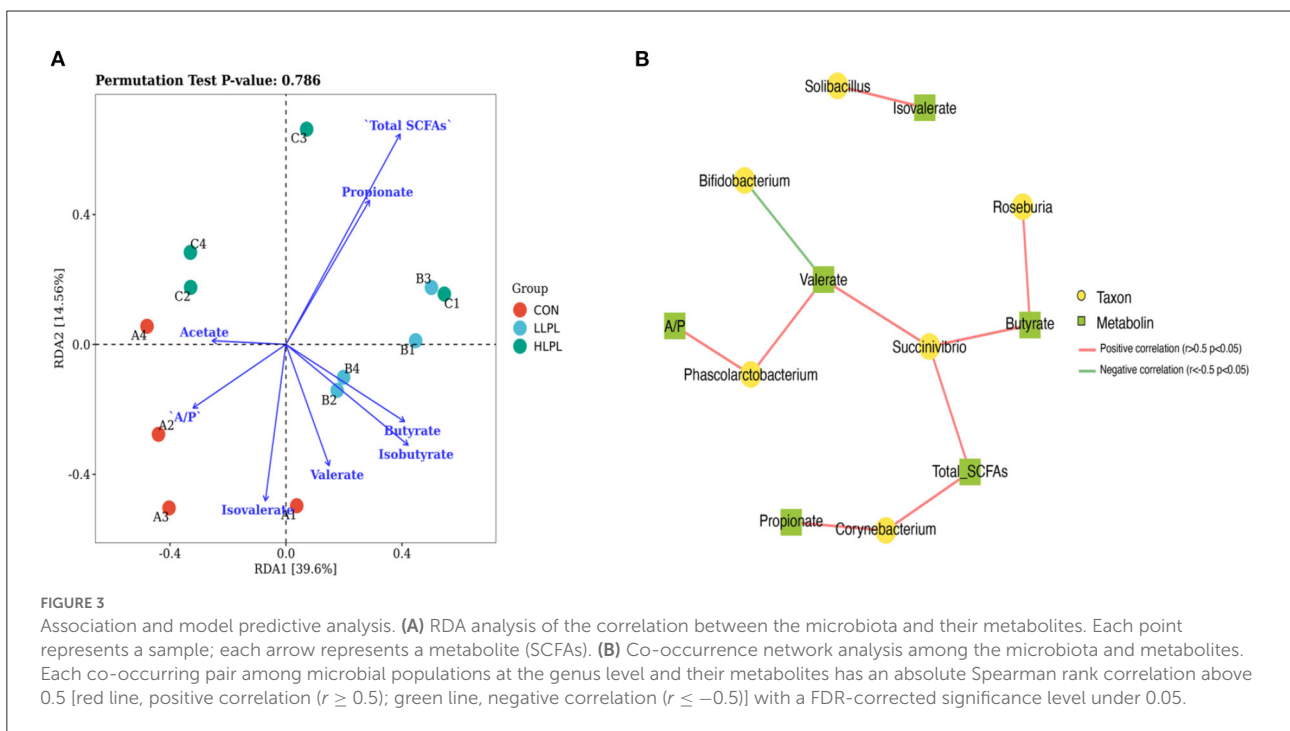 A
Permutation Test P-value: 0.786
`Total SCFAs`
C3
Propionate
0.4
C4
C2
B3
C1
A4
Acetate
0.0
B1
B4
B2
`A/P`
A2
Butyrate
Isobutyrate
Valerate
-0.4
Isovalerate
A1
A3
-0.4
0.0
0.4
RDA1 [39.6%]
RDA2 [14.56%]
Group
CON
LLPL
HLPL
B
Solibacillus
Isovalerate
Bifidobacterium
Roseburia
Valerate
A/P
Butyrate
Succinivibrio
Phascolarctobacterium
Total_SCFAs
Propionate
Corynebacterium
Taxon
Metabolin
Positive correlation (r>0.5 p<0.05)
Negative correlation (r<-0.5 p<0.05)
FIGURE 3
Association and model predictive analysis. (A) RDA analysis of the correlation between the microbiota and their metabolites. Each point
represents a sample; each arrow represents a metabolite (SCFAs). (B) Co-occurrence network analysis among the microbiota and metabolites.
Each co-occurring pair among microbial populations at the genus level and their metabolites has an absolute Spearman rank correlation above
0.5 [red line, positive correlation (r ≥ 0.5); green line, negative correlation (r ≤ −0.5)] with a FDR-corrected significance level under 0.05.